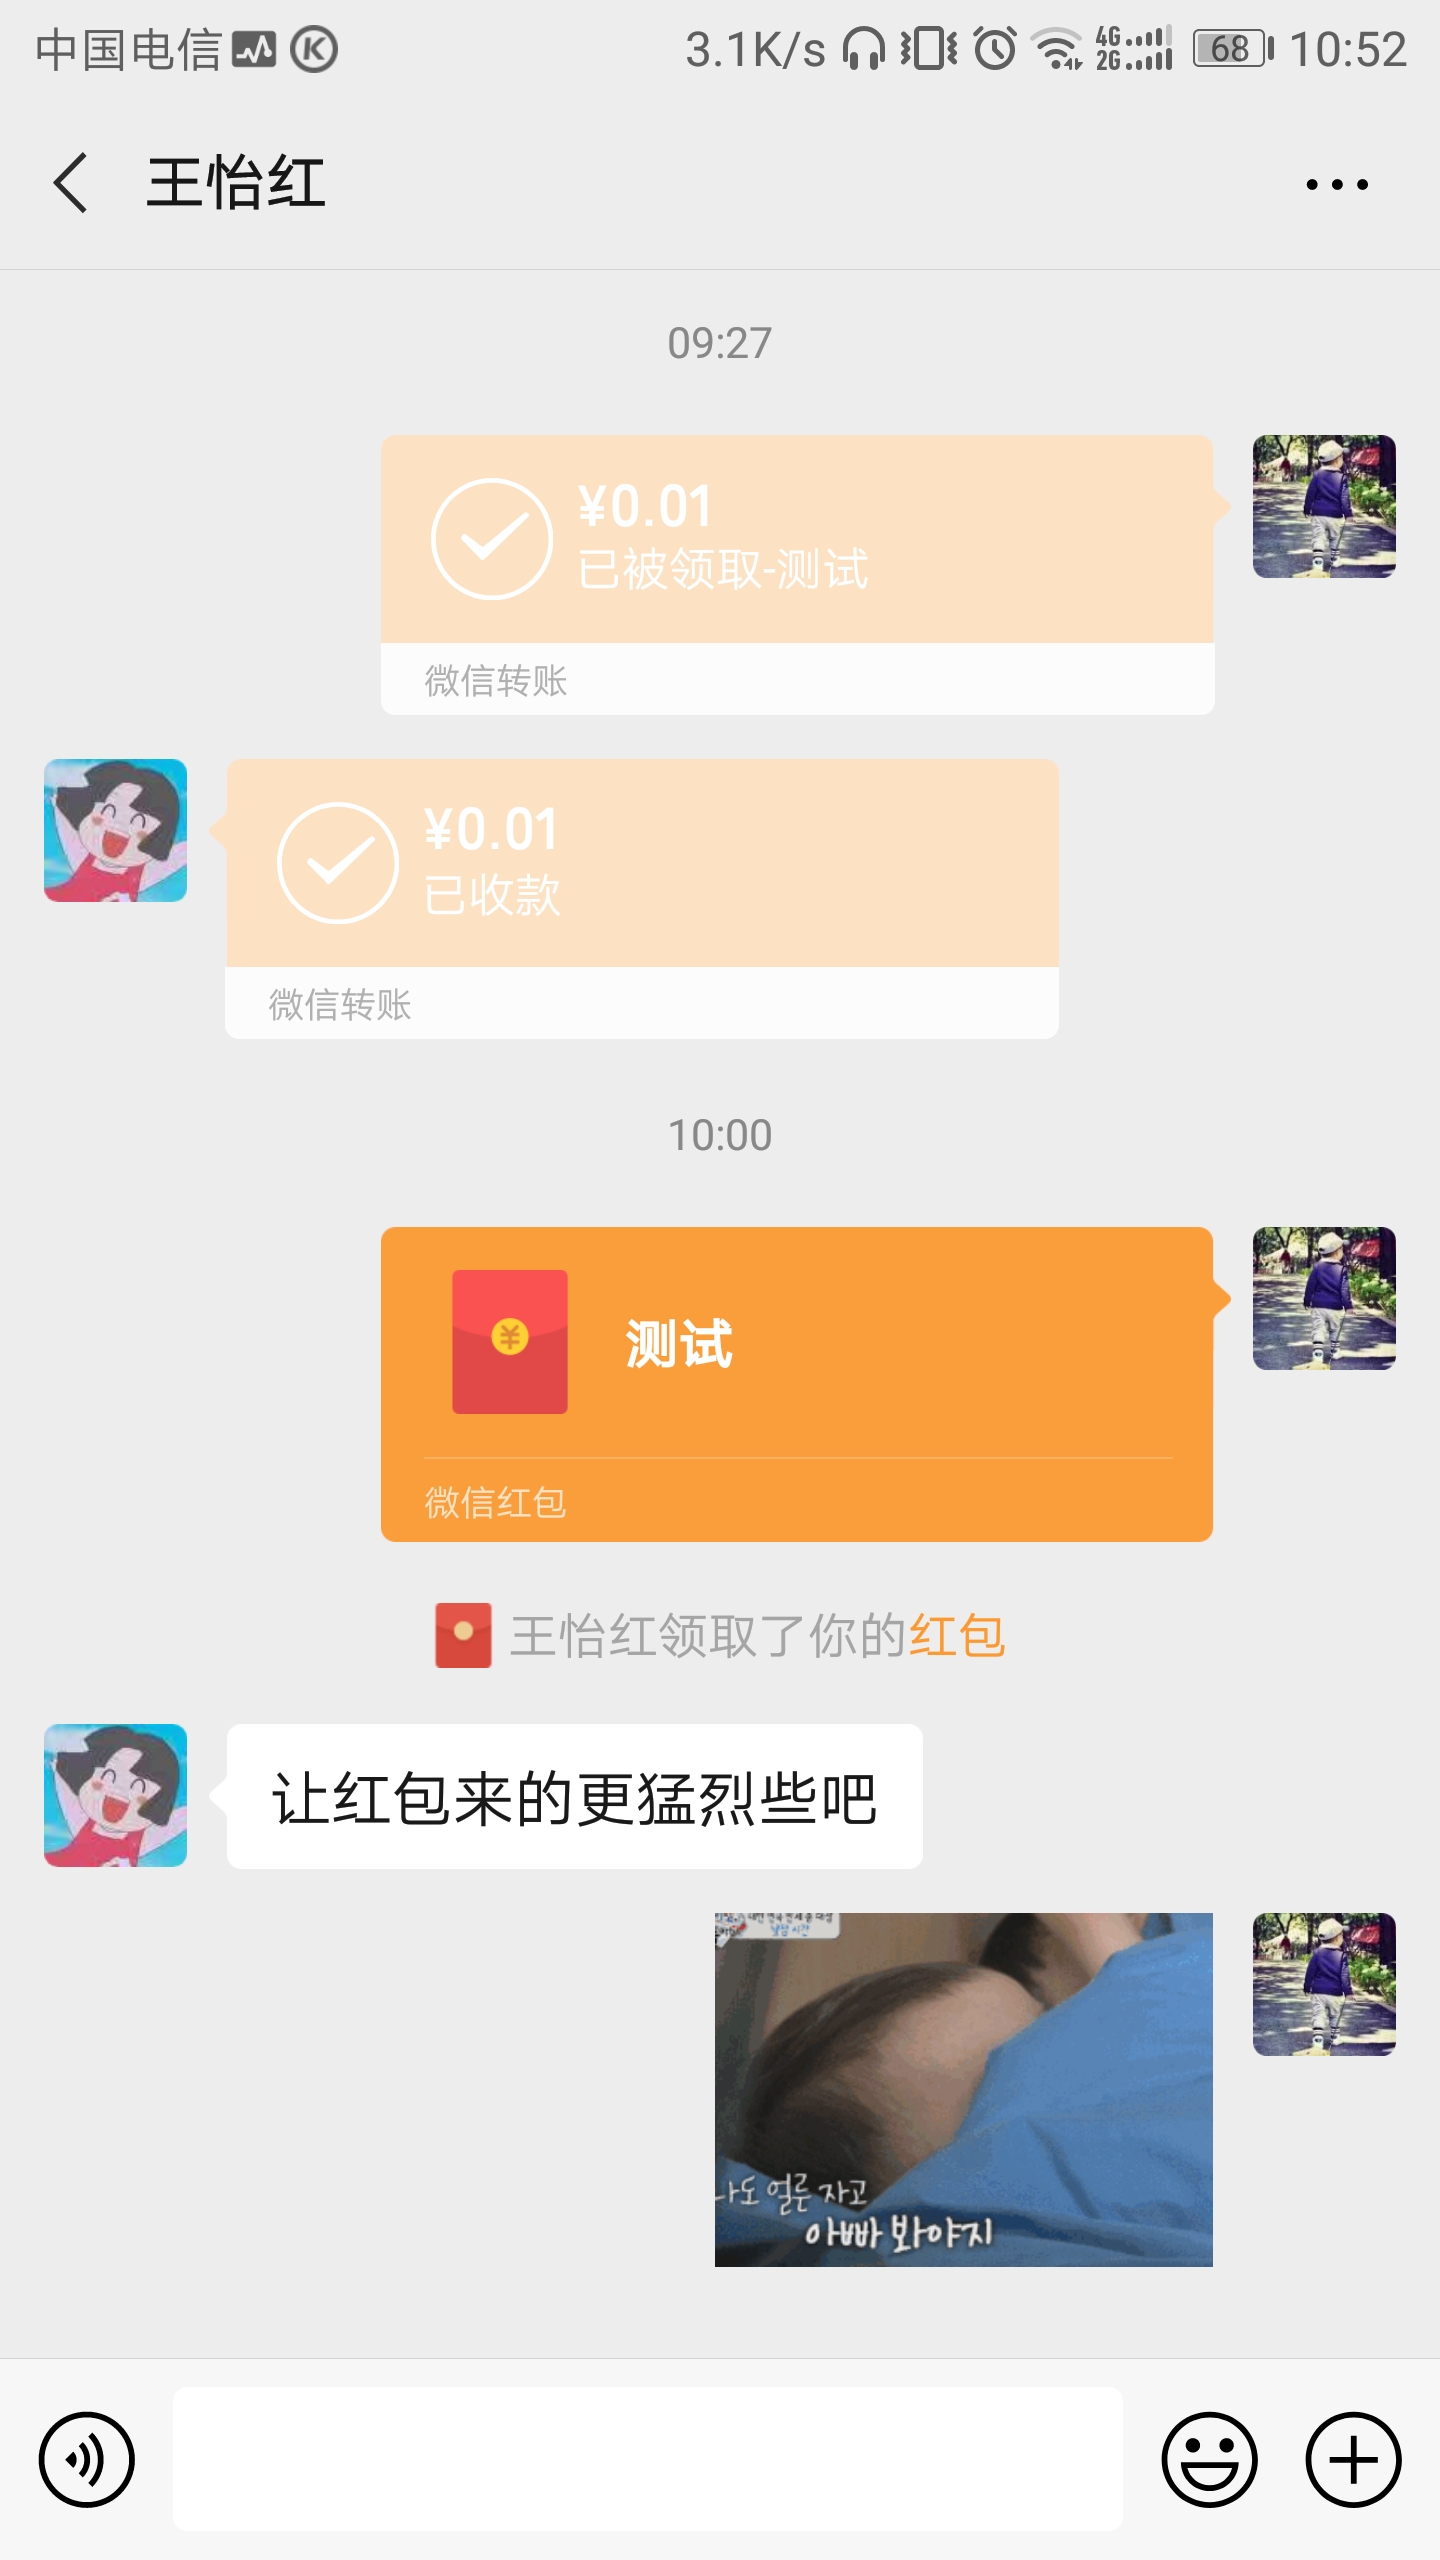 中国电信 3.1K/s 4G 2G 68 10:52
王怡红
09:27
¥0.01
已被领取-测试
微信转账
¥0.01
已收款
微信转账
10:00
测试
微信红包
王怡红领取了你的红包
让红包来的更猛烈些吧
낮잠 시간
나도 얼른 자고
아빠 봐야지